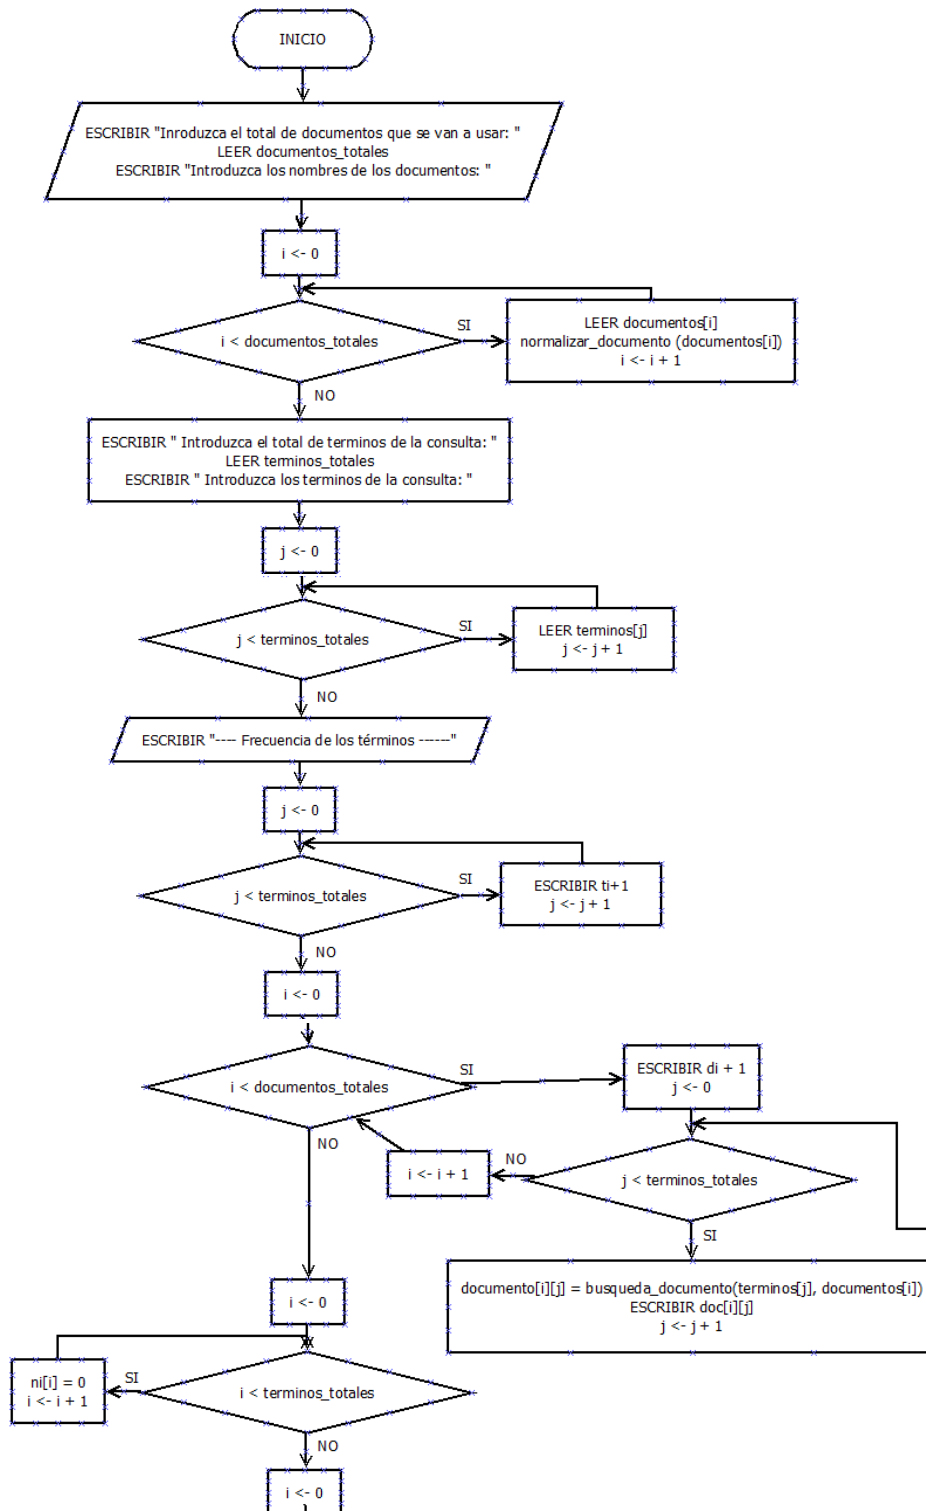 INICIO
ESCRIBIR "Inroduzca el total de documentos que se van a usar: "
LEER documentos_totales
ESCRIBIR "Introduzca los nombres de los documentos: "
i <- 0
i < documentos_totales
SI
LEER documentos[i]
normalizar_documento (documentos[i])
i <- i + 1
NO
ESCRIBIR " Introduzca el total de terminos de la consulta: "
LEER terminos_totales
ESCRIBIR " Introduzca los terminos de la consulta: "
j <- 0
j < terminos_totales
SI
LEER terminos[j]
j <- j + 1
NO
ESCRIBIR "---- Frecuencia de los términos ------"
j <- 0
j < terminos_totales
SI
ESCRIBIR ti+1
j <- j + 1
NO
i <- 0
i < documentos_totales
SI
ESCRIBIR di + 1
j <- 0
NO
i <- i + 1
NO
j < terminos_totales
SI
documento[i][j] = busqueda_documento(terminos[j], documentos[i])
ESCRIBIR doc[i][j]
j <- j + 1
i <- 0
ni[i] = 0
i <- i + 1
SI
i < terminos_totales
NO
i <- 0